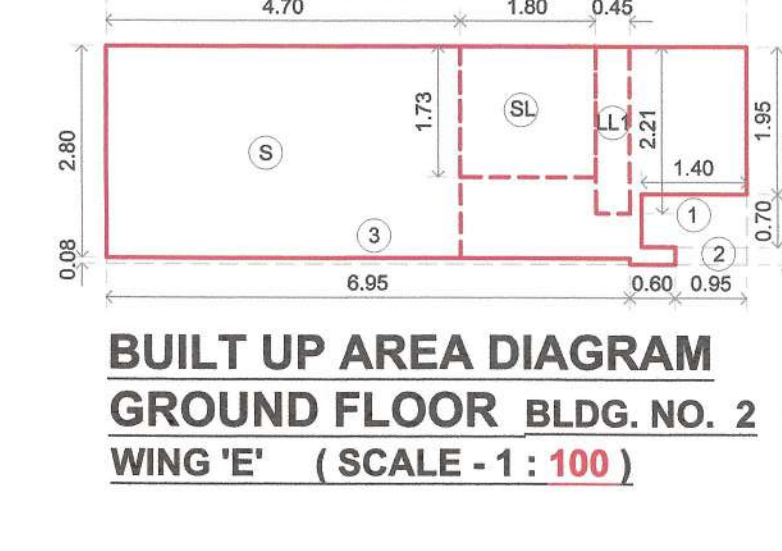 4.70 1.80 0.45
2.80
1.73
SL
LL1
2.21
1.95
S
1.40
3
1
0.70
2
0.08
6.95 0.60 0.95
BUILT UP AREA DIAGRAM
GROUND FLOOR BLDG. NO. 2
WING 'E' ( SCALE - 1 : 100 )